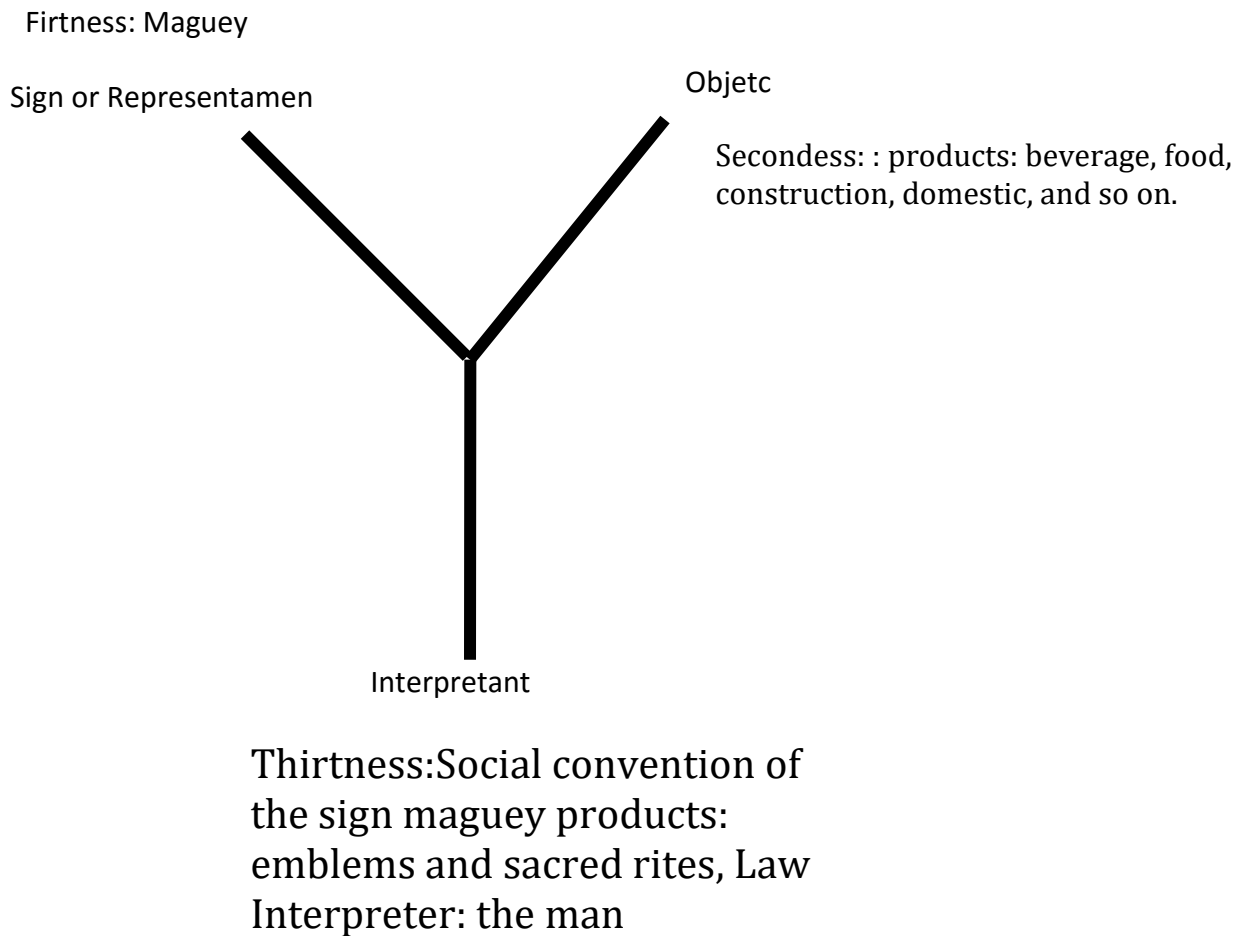 Firtness: Maguey
Sign or Representamen
Objetc
Secondess: : products: beverage, food,
construction, domestic, and so on.
Interpretant
Thirtness:Social convention of
the sign maguey products:
emblems and sacred rites, Law
Interpreter: the man